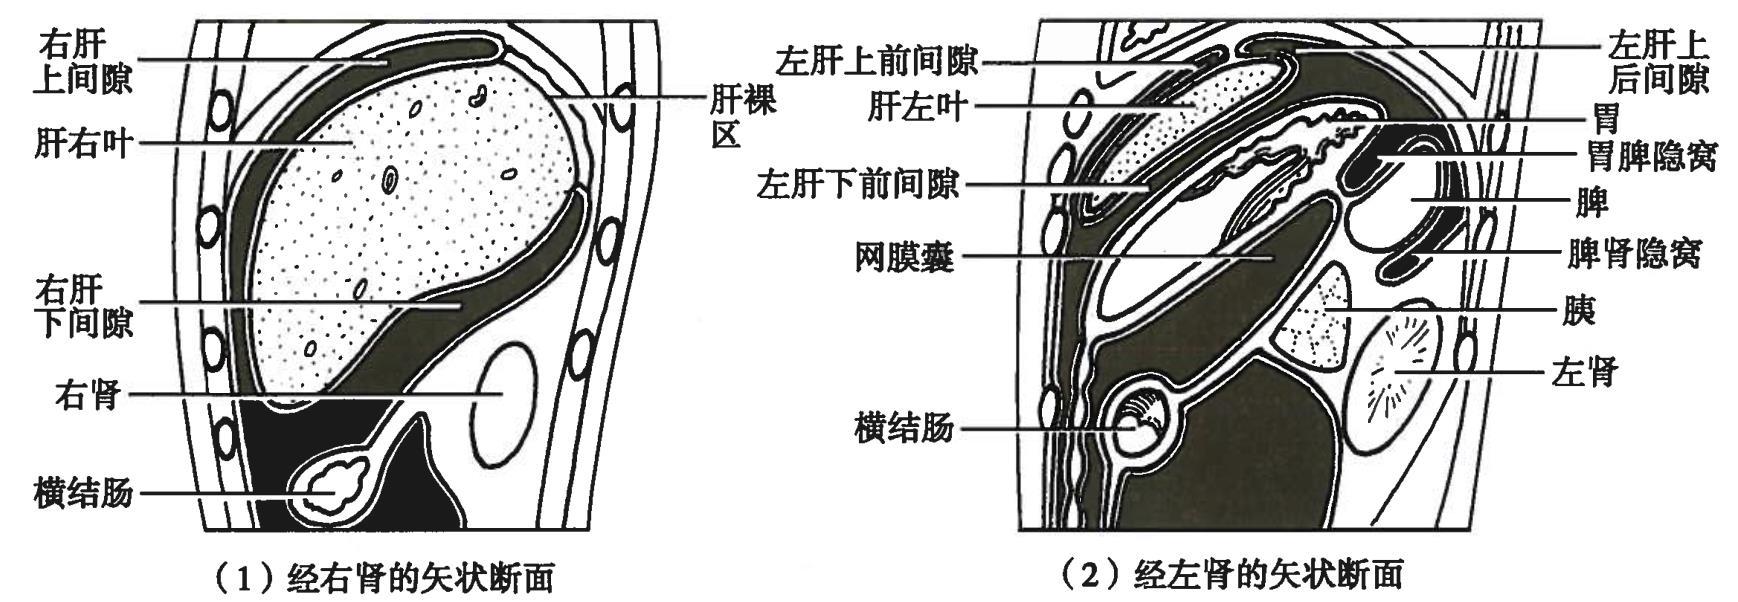 右肝
上间隙
肝右叶
右肝
下间隙
右肾
横结肠
肝裸
区
(1)经右肾的矢状断面
左肝上前间隙
肝左叶
左肝下前间隙
网膜囊
横结肠
左肝上
后间隙
胃
胃脾隐窝
脾
脾肾隐窝
胰
左肾
(2)经左肾的矢状断面